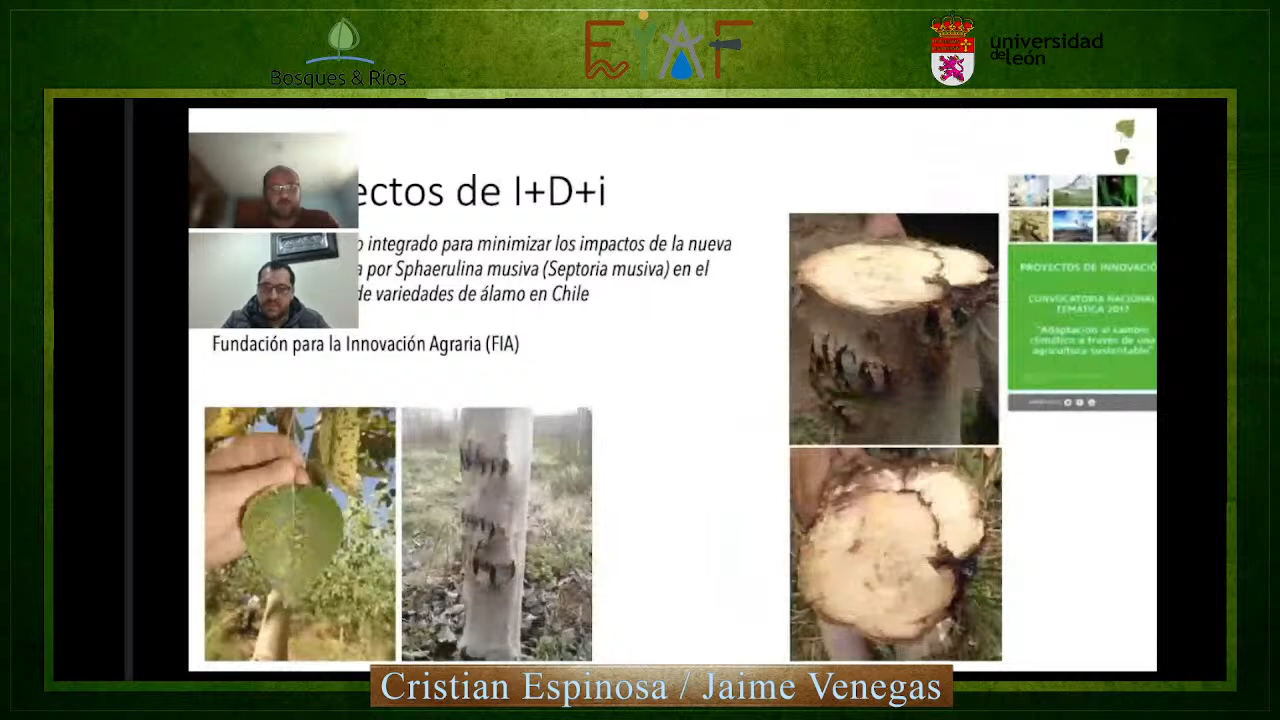 Bosques & Ríos
EIAF
universidad
de león
ectos de I+D+i
o integrado para minimizar los impactos de la nueva
a por Sphaerulina musiva (Septoria musiva) en el
de variedades de álamo en Chile
Fundación para la Innovación Agraria (FIA)
PROYECTOS DE INNOVACIÓ
CONVOCATORIA NACIONAL
TEMÁTICA 2017
"Adaptación al cambio
climático a través de una
agricultura sustentable"
Cristian Espinosa / Jaime Venegas